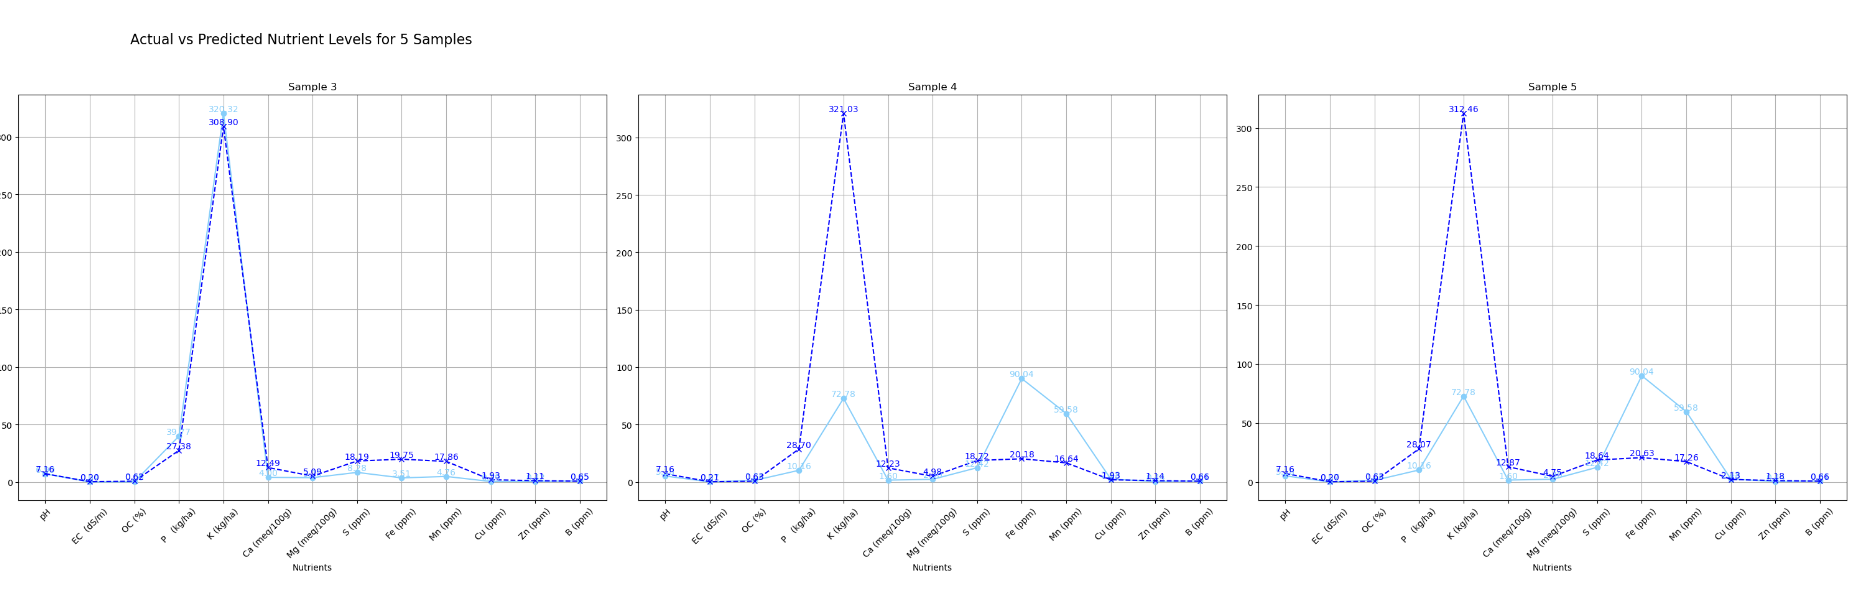 Actual vs Predicted Nutrient Levels for 5 Samples
Sample 3
300
250
200
150
100
50
0
320.32
308.90
27.38
7.16
0.20
0.62
12.49
5.09
18.19
19.75
3.51
17.86
4.76
1.93
1.11
0.65
pH
EC (dS/m)
OC (%)
P (kg/ha)
K (kg/ha)
Ca (meq/100g)
Mg (meq/100g)
S (ppm)
Fe (ppm)
Mn (ppm)
Cu (ppm)
Zn (ppm)
B (ppm)
Nutrients
Sample 4
300
250
200
150
100
50
0
321.03
72.78
90.04
59.58
28.70
10.16
7.16
0.21
0.63
12.23
4.98
18.72
20.18
16.64
1.93
1.14
0.66
pH
EC (dS/m)
OC (%)
P (kg/ha)
K (kg/ha)
Ca (meq/100g)
Mg (meq/100g)
S (ppm)
Fe (ppm)
Mn (ppm)
Cu (ppm)
Zn (ppm)
B (ppm)
Nutrients
Sample 5
300
250
200
150
100
50
0
312.46
72.78
90.04
59.58
28.07
10.16
7.16
0.20
0.63
12.87
4.75
18.64
20.63
17.26
2.13
1.18
0.66
pH
EC (dS/m)
OC (%)
P (kg/ha)
K (kg/ha)
Ca (meq/100g)
Mg (meq/100g)
S (ppm)
Fe (ppm)
Mn (ppm)
Cu (ppm)
Zn (ppm)
B (ppm)
Nutrients